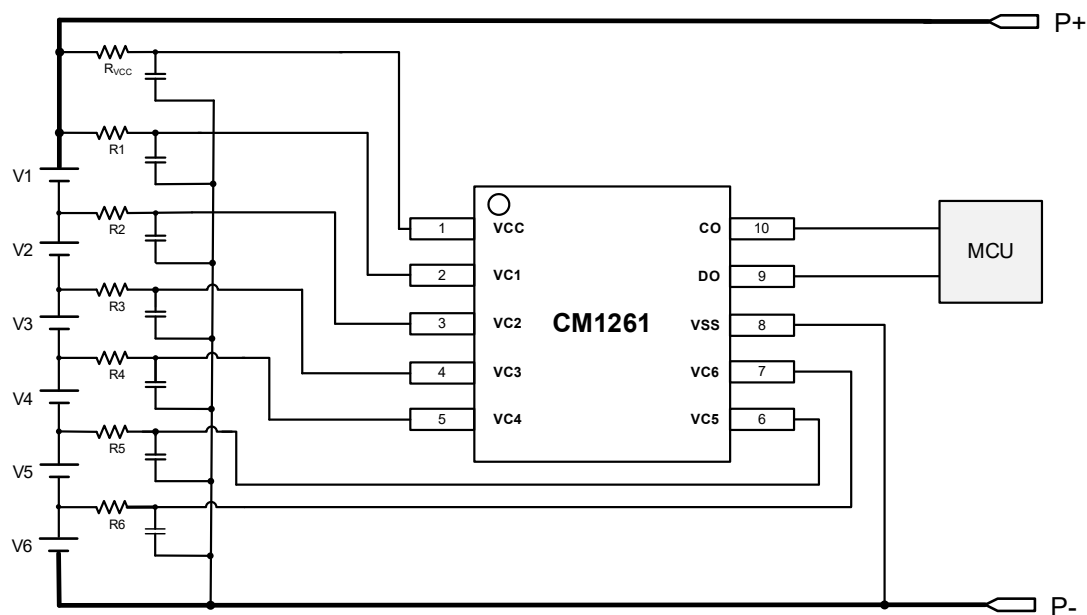 P+
RVCC
R1
V1
R2
V2
R3
V3
R4
V4
R5
V5
R6
V6
1 VCC
2 VC1
3 VC2
4 VC3
5 VC4
CM1261
CO 10
DO 9
VSS 8
VC6 7
VC5 6
MCU
P-